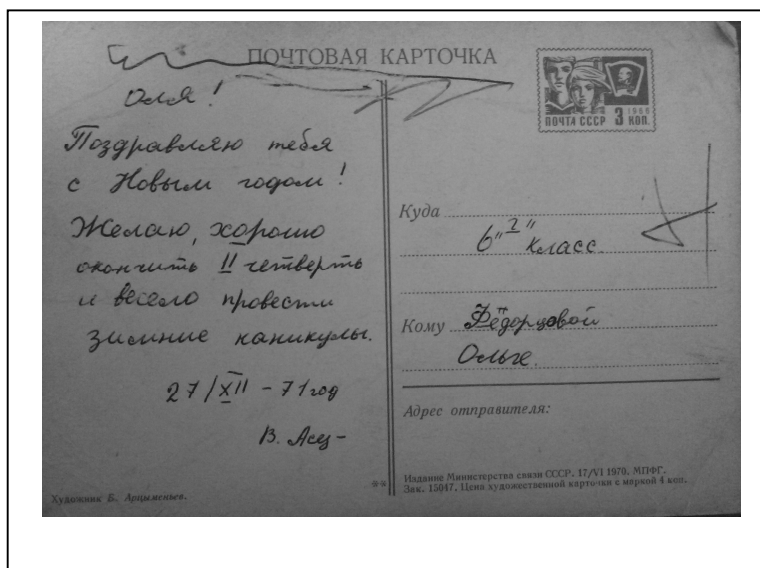 ПОЧТОВАЯ КАРТОЧКА
Оля!
Поздравляю тебя
с Новым годом!
Желаю, хорошо
окончить II четверть
и весело провести
зимние каникулы.
27/XII - 71 год
В.
Художник Б. Арцыменьев.
1966
ПОЧТА СССР 3 КОП.
Куда
6 "г" класс.
Кому Фёдорцовой
Ольге.
Адрес отправителя:
Издание Министерства связи СССР. 17/VI 1970. МПФГ.
Зак. 15047. Цена художественной карточки с маркой 4 коп.